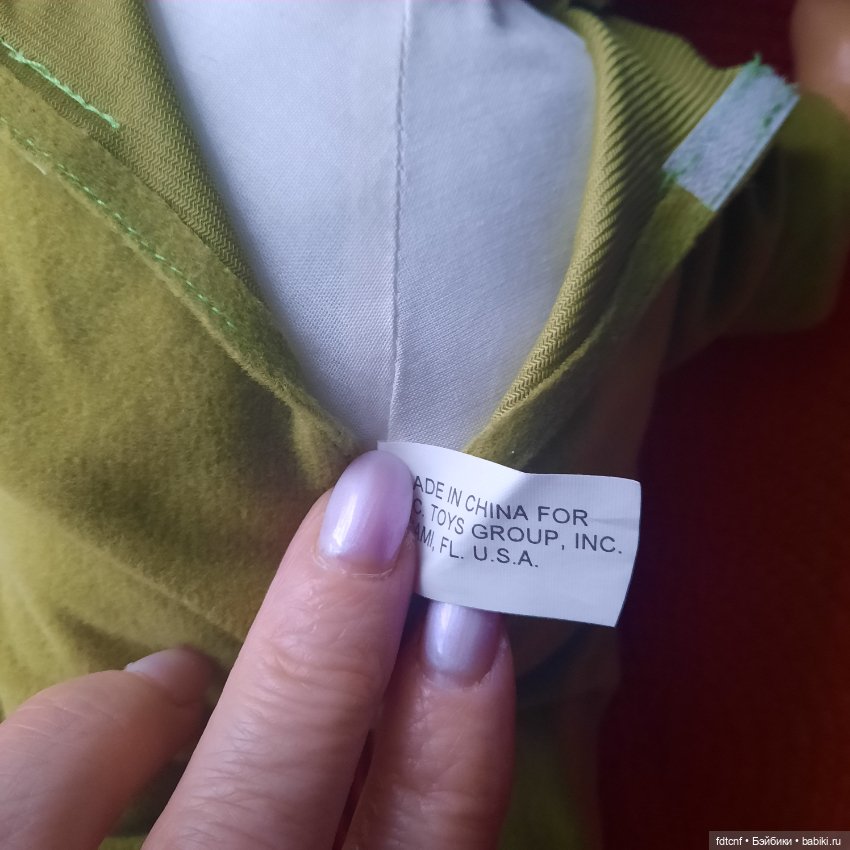 ADE IN CHINA FOR
C. TOYS GROUP, INC.
AMI, FL. U.S.A.
fdtcnf • Бэйбики • babiki.ru